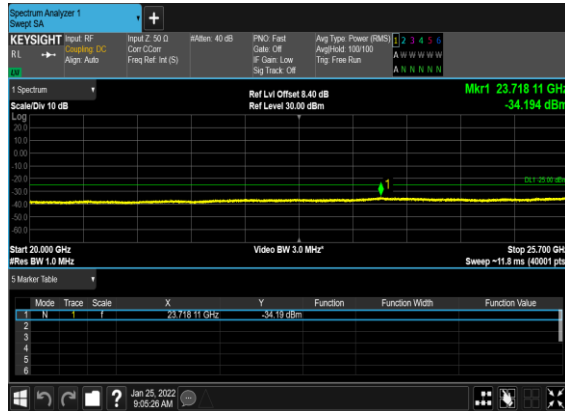 Spectrum Analyzer 1
Swept SA
+
KEYSIGHT Input: RF Input Z: 50 Ω #Atten: 40 dB PNO: Fast Avg Type: Power (RMS) 1 2 3 4 5 6
RL Coupling: DC Corr CCorr Gate: Off Avg|Hold: 100/100 A W W W W W
Align: Auto Freq Ref: Int (S) IF Gain: Low Trig: Free Run
Sig Track: Off A N N N N N
1 Spectrum
Ref Lvl Offset 8.40 dB Mkr1 23.718 11 GHz
Scale/Div 10 dB Ref Level 30.00 dBm -34.194 dBm
Log
20.0
10.0
0.00
-10.0
-20.0 DL1 -25.00 dBm
1
-30.0
-40.0
-50.0
-60.0
Start 20.000 GHz Video BW 3.0 MHz* Stop 25.700 GHz
#Res BW 1.0 MHz Sweep ~11.8 ms (40001 pts)
5 Marker Table
Mode Trace Scale X Y Function Function Width Function Value
1 N 1 f 23.718 11 GHz -34.19 dBm
2
3
4
5
6
? Jan 25, 2022
9:05:26 AM